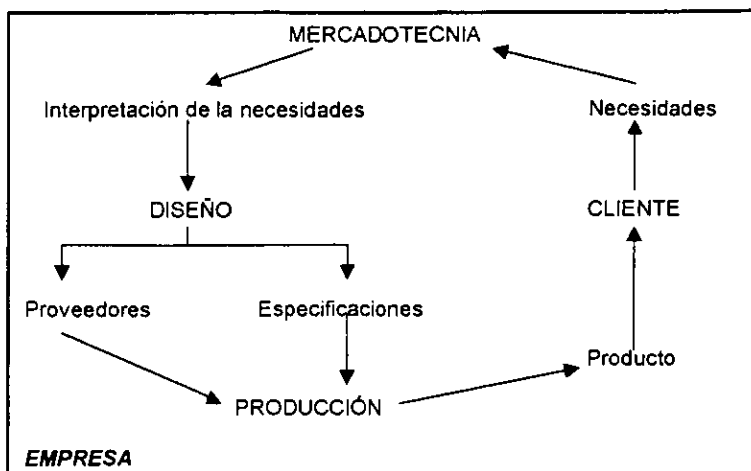 MERCADOTECNIA
Interpretación de la necesidades
Necesidades
DISEÑO
CLIENTE
Proveedores
Especificaciones
Producto
PRODUCCIÓN
EMPRESA